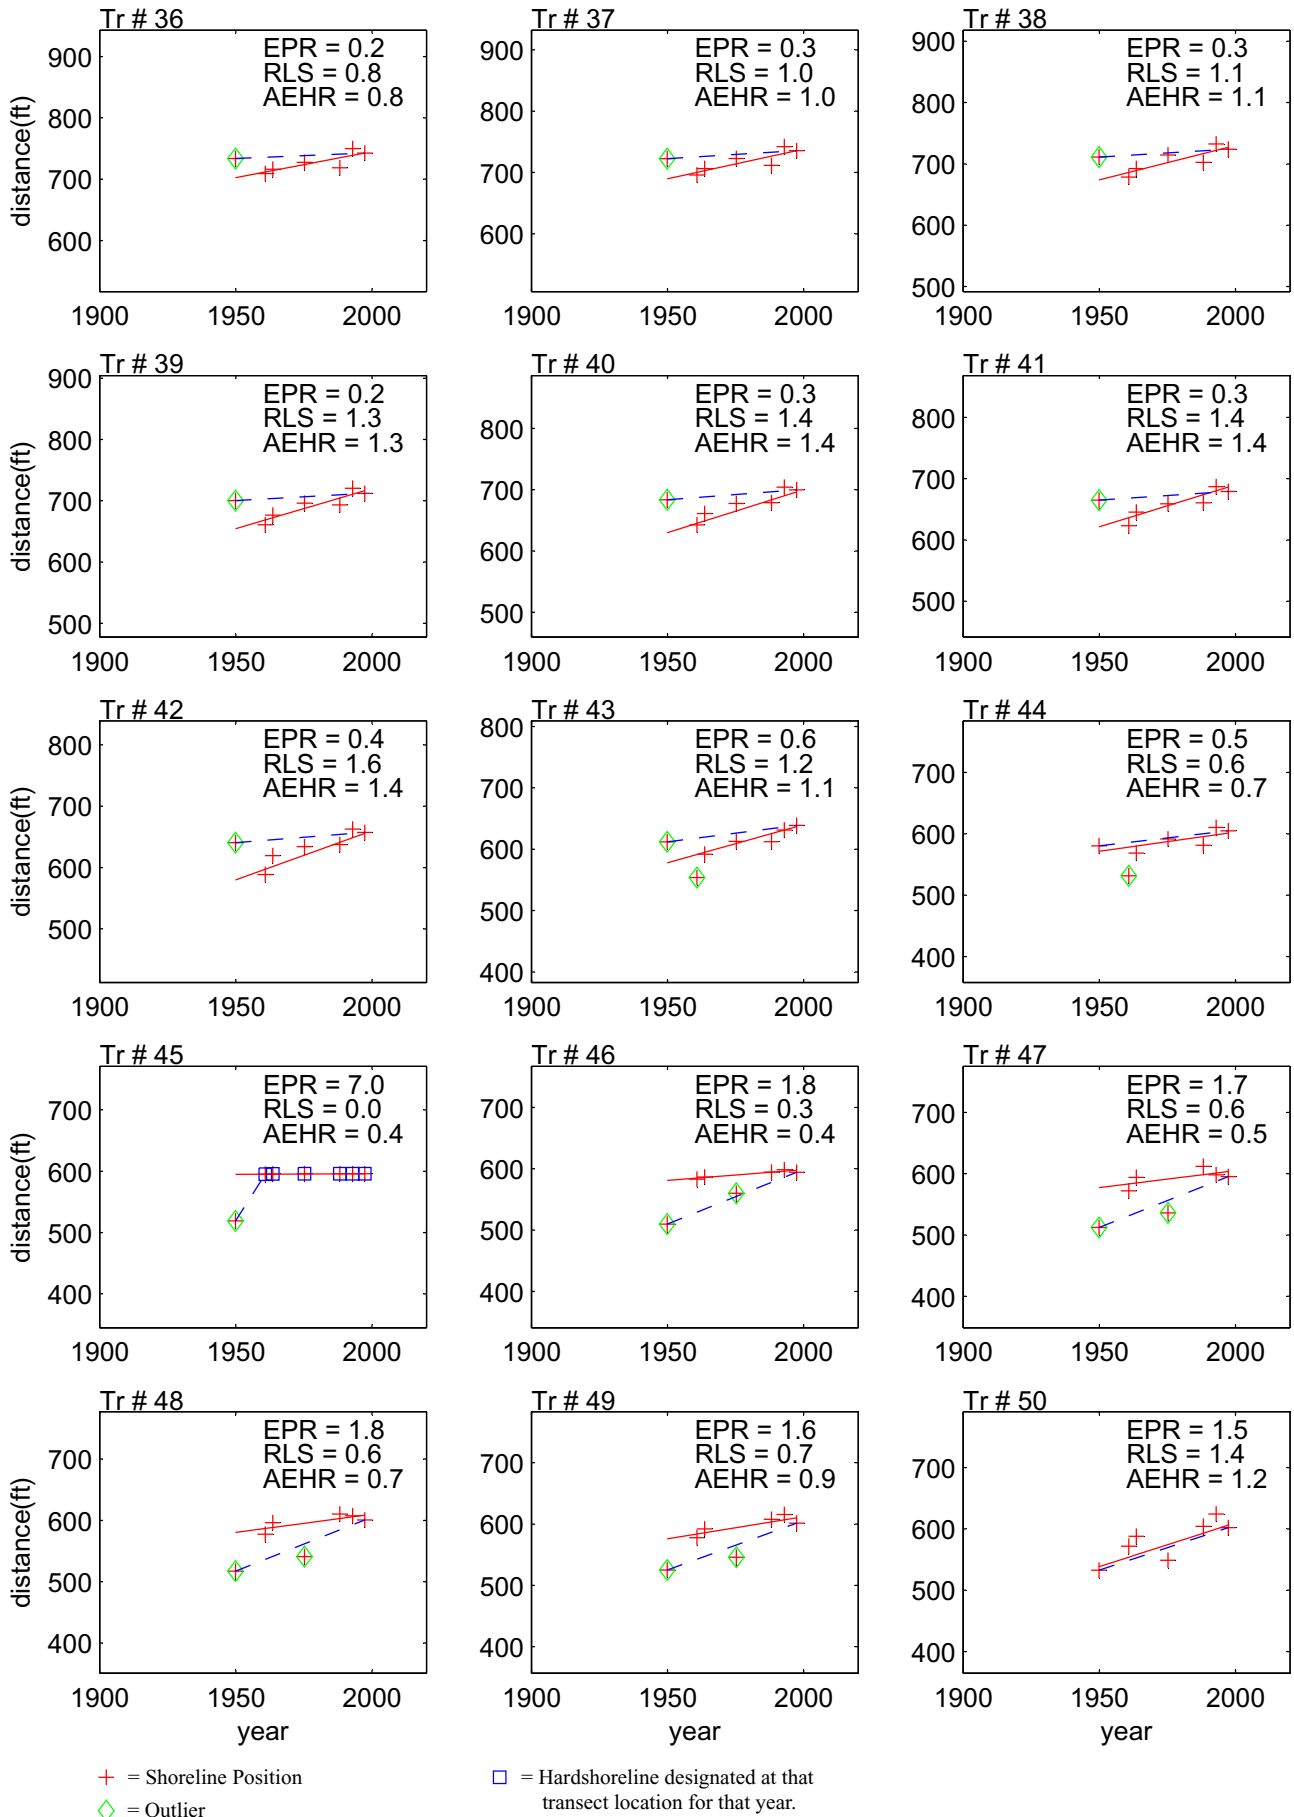 Tr # 36
EPR = 0.2
RLS = 0.8
AEHR = 0.8
900
800
700
600
distance(ft)
1900 1950 2000
Tr # 37
EPR = 0.3
RLS = 1.0
AEHR = 1.0
900
800
700
600
1900 1950 2000
Tr # 38
EPR = 0.3
RLS = 1.1
AEHR = 1.1
900
800
700
600
500
1900 1950 2000
Tr # 39
EPR = 0.2
RLS = 1.3
AEHR = 1.3
900
800
700
600
500
distance(ft)
1900 1950 2000
Tr # 40
EPR = 0.3
RLS = 1.4
AEHR = 1.4
800
700
600
500
1900 1950 2000
Tr # 41
EPR = 0.3
RLS = 1.4
AEHR = 1.4
800
700
600
500
1900 1950 2000
Tr # 42
EPR = 0.4
RLS = 1.6
AEHR = 1.4
800
700
600
500
distance(ft)
1900 1950 2000
Tr # 43
EPR = 0.6
RLS = 1.2
AEHR = 1.1
800
700
600
500
400
1900 1950 2000
Tr # 44
EPR = 0.5
RLS = 0.6
AEHR = 0.7
700
600
500
400
1900 1950 2000
Tr # 45
EPR = 7.0
RLS = 0.0
AEHR = 0.4
700
600
500
400
distance(ft)
1900 1950 2000
Tr # 46
EPR = 1.8
RLS = 0.3
AEHR = 0.4
700
600
500
400
1900 1950 2000
Tr # 47
EPR = 1.7
RLS = 0.6
AEHR = 0.5
700
600
500
400
1900 1950 2000
Tr # 48
EPR = 1.8
RLS = 0.6
AEHR = 0.7
700
600
500
400
distance(ft)
1900 1950 2000
year
Tr # 49
EPR = 1.6
RLS = 0.7
AEHR = 0.9
700
600
500
400
1900 1950 2000
year
Tr # 50
EPR = 1.5
RLS = 1.4
AEHR = 1.2
700
600
500
400
1900 1950 2000
year
= Shoreline Position
= Outlier
= Hardshoreline designated at that
transect location for that year.